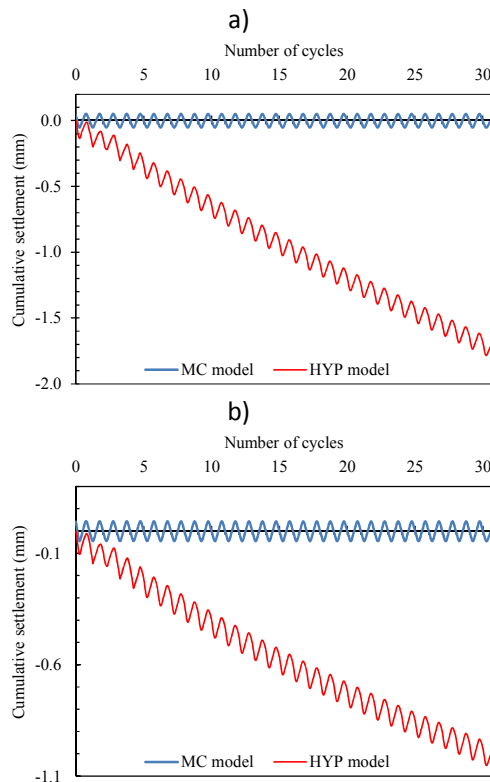 a)
Number of cycles
0 5 10 15 20 25 30
0.0
-0.5
-1.0
-1.5
-2.0
Cumulative settlement (mm)
MC model HYP model
b)
Number of cycles
0 5 10 15 20 25 30
-0.1
-0.6
-1.1
Cumulative settlement (mm)
MC model HYP model